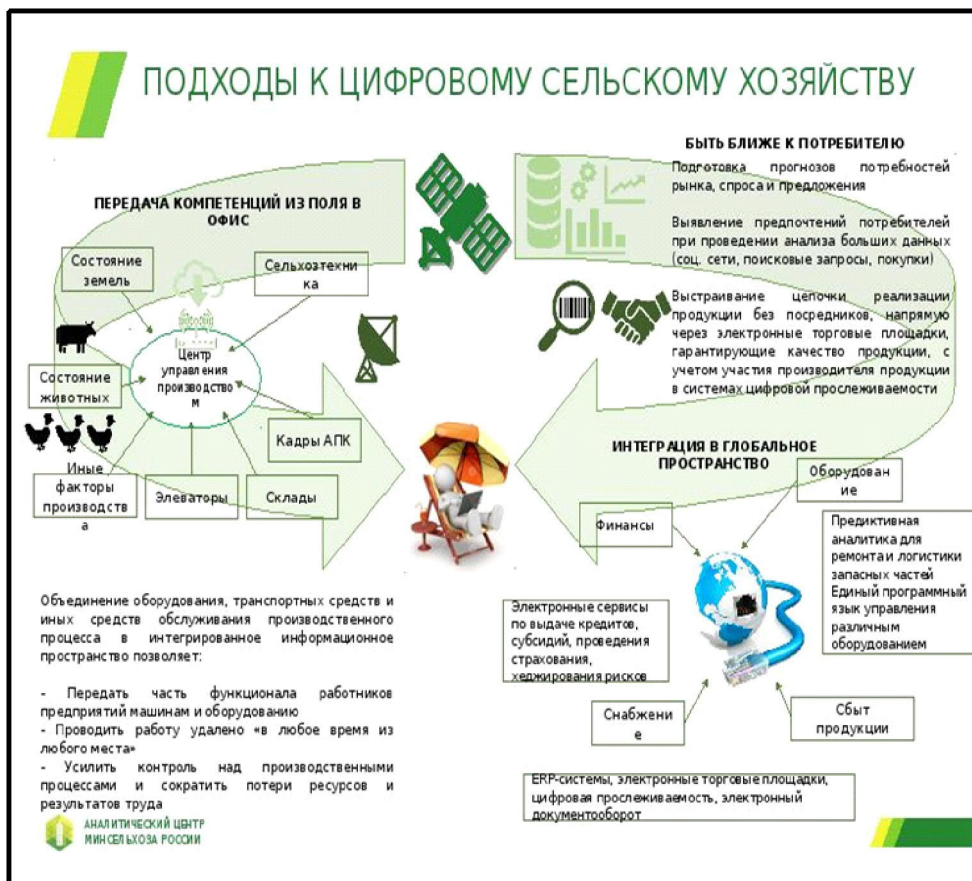 ПОДХОДЫ К ЦИФРОВОМУ СЕЛЬСКОМУ ХОЗЯЙСТВУ
ПЕРЕДАЧА КОМПЕТЕНЦИЙ ИЗ ПОЛЯ В
ОФИС
Состояние
земель
Сельхозтехни
ка
Центр
управления
производство
м
Состояние
животных
Кадры АПК
Иные
факторы
производств
а
Элеваторы
Склады
Объединение оборудования, транспортных средств и
иных средств обслуживания производственного
процесса в интегрированное информационное
пространство позволяет:
- Передать часть функционала работников
предприятий машинам и оборудованию
- Проводить работу удалено «в любое время из
любого места»
- Усилить контроль над производственными
процессами и сократить потери ресурсов и
результатов труда
АНАЛИТИЧЕСКИЙ ЦЕНТР
МИНСЕЛЬХОЗА РОССИИ
БЫТЬ БЛИЖЕ К ПОТРЕБИТЕЛЮ
Подготовка прогнозов потребностей
рынка, спроса и предложения
Выявление предпочтений потребителей
при проведении анализа больших данных
(соц. сети, поисковые запросы, покупки)
Выстраивание цепочки реализации
продукции без посредников, напрямую
через электронные торговые площадки,
гарантирующие качество продукции, с
учетом участия производителя продукции
в системах цифровой прослеживаемости
ИНТЕГРАЦИЯ В ГЛОБАЛЬНОЕ
ПРОСТРАНСТВО
Оборудован
ие
Финансы
Предиктивная
аналитика для
ремонта и логистики
запасных частей
Единый программный
язык управления
различным
оборудованием
Электронные сервисы
по выдаче кредитов,
субсидий, проведения
страхования,
хеджирования рисков
Снабжени
е
Сбыт
продукции
ERP-системы, электронные торговые площадки,
цифровая прослеживаемость, электронный
документооборот